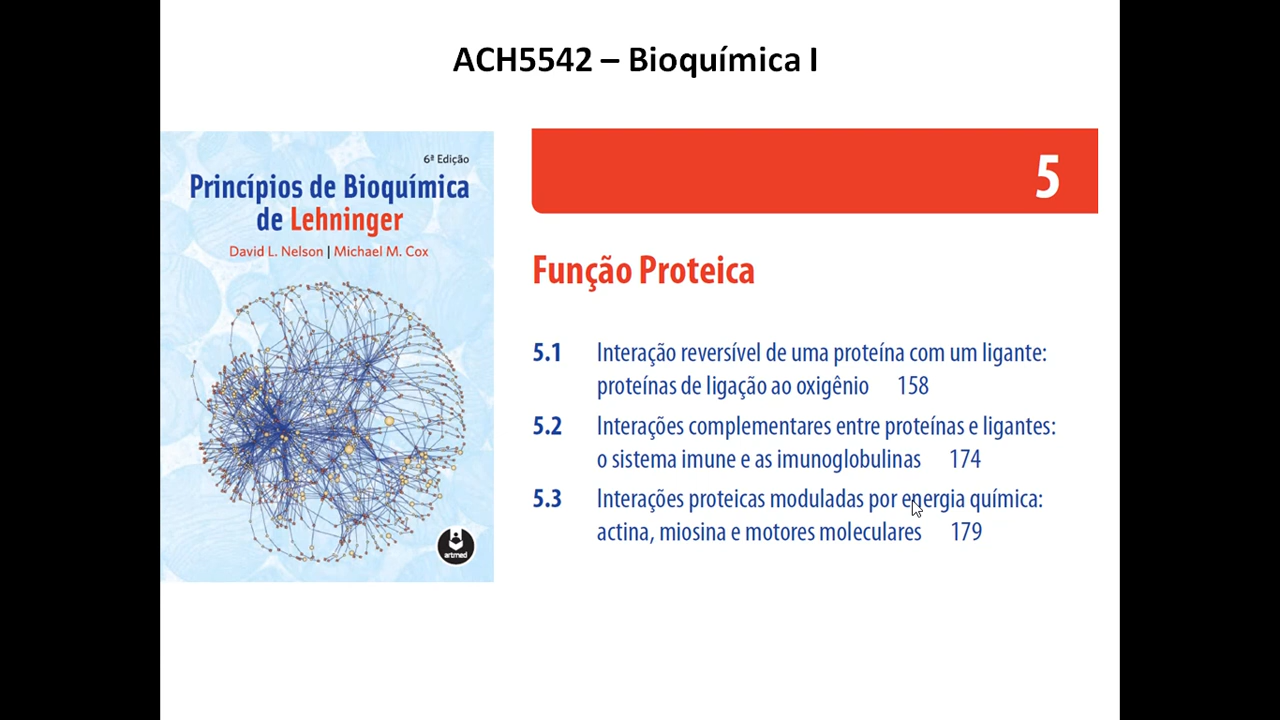 ACH5542 – Bioquímica I
6ª Edição
Princípios de Bioquímica
de Lehninger
David L. Nelson | Michael M. Cox
artmed
5
Função Proteica
5.1 Interação reversível de uma proteína com um ligante:
proteínas de ligação ao oxigênio 158
5.2 Interações complementares entre proteínas e ligantes:
o sistema imune e as imunoglobulinas 174
5.3 Interações proteicas moduladas por energia química:
actina, miosina e motores moleculares 179